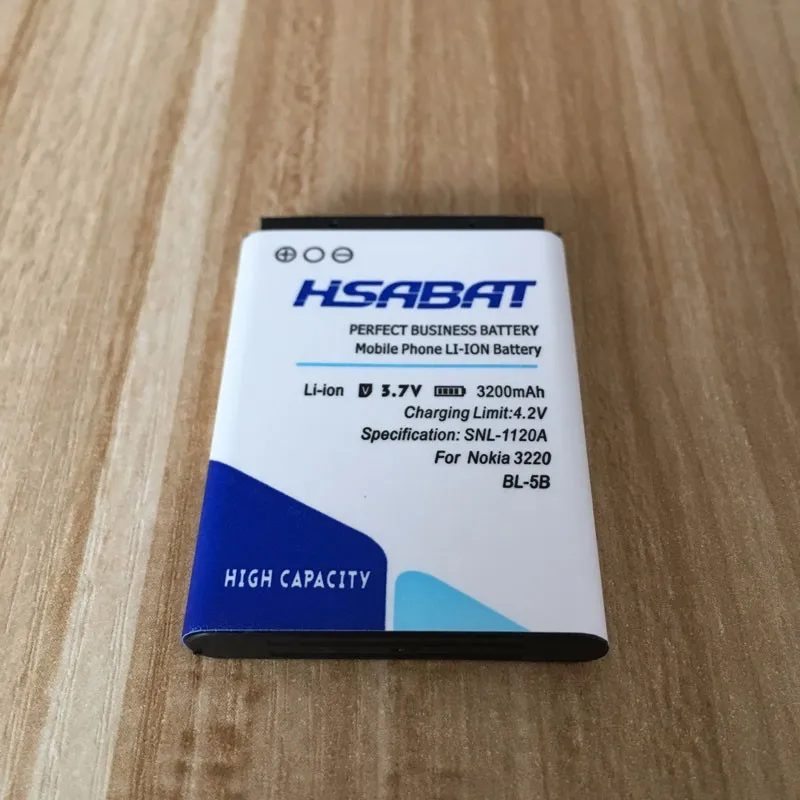 HSABAT
PERFECT BUSINESS BATTERY
Mobile Phone LI-ION Battery
Li-ion V 3.7V 3200mAh
Charging Limit:4.2V
Specification: SNL-1120A
For Nokia 3220
BL-5B
HIGH CAPACITY